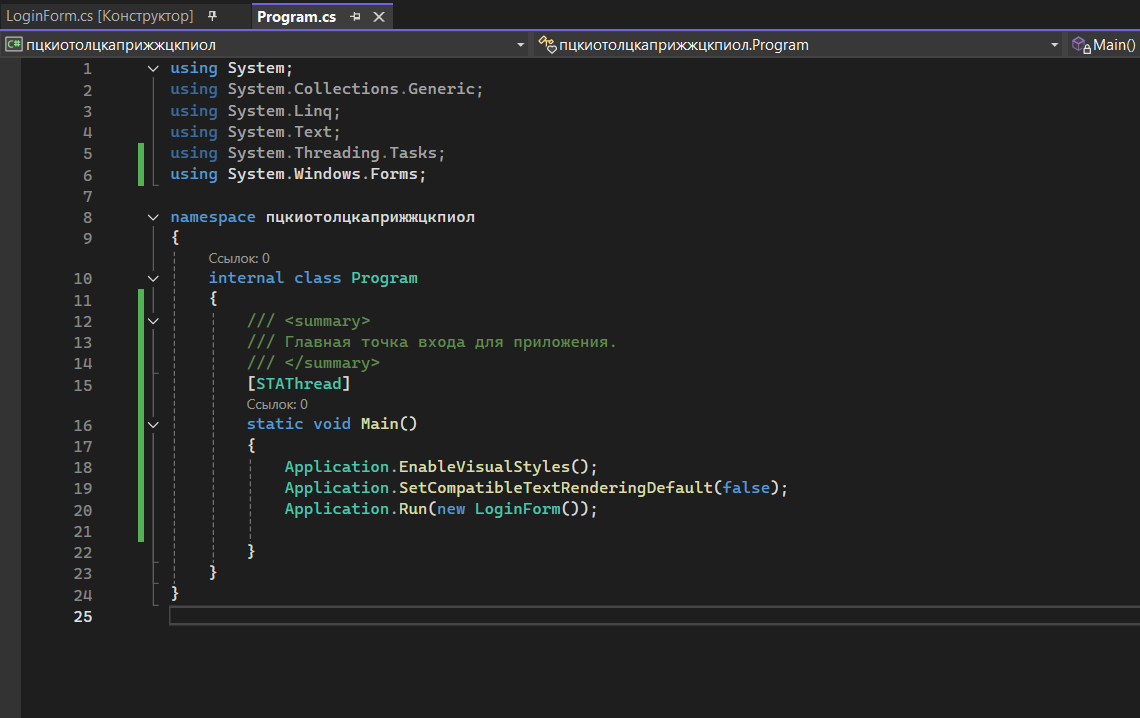 LoginForm.cs [Конструктор] Program.cs
C# пцкиотолцкаприжжцкпиол пцкиотолцкаприжжцкпиол.Program Main()
1 using System;
2 using System.Collections.Generic;
3 using System.Linq;
4 using System.Text;
5 using System.Threading.Tasks;
6 using System.Windows.Forms;
7
8 namespace пцкиотолцкаприжжцкпиол
9 {
Ссылок: 0
10 internal class Program
11 {
12 /// <summary>
13 /// Главная точка входа для приложения.
14 /// </summary>
15 [STAThread]
Ссылок: 0
16 static void Main()
17 {
18 Application.EnableVisualStyles();
19 Application.SetCompatibleTextRenderingDefault(false);
20 Application.Run(new LoginForm());
21
22 }
23 }
24 }
25